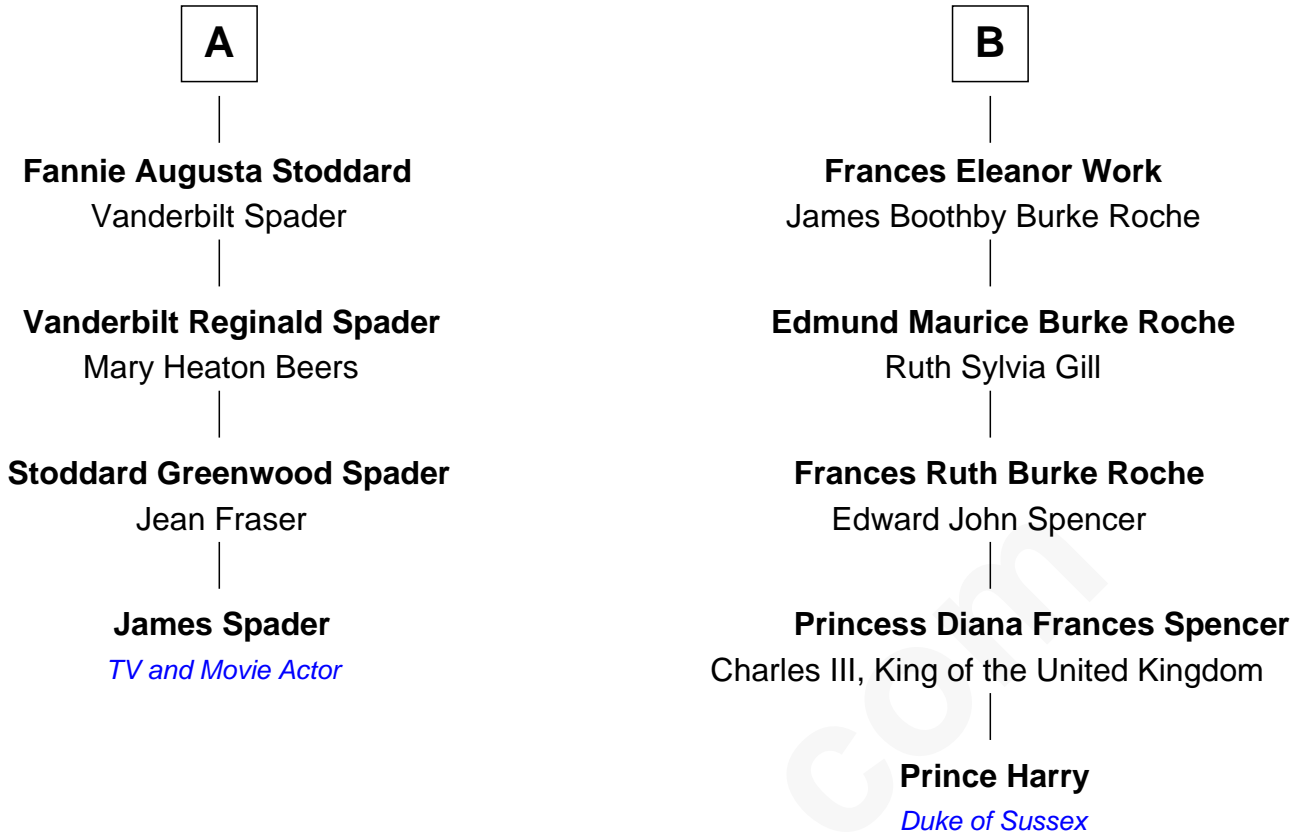 A
Fannie Augusta Stoddard
Vanderbilt Spader
Vanderbilt Reginald Spader
Mary Heaton Beers
Stoddard Greenwood Spader
Jean Fraser
James Spader
TV and Movie Actor
B
Frances Eleanor Work
James Boothby Burke Roche
Edmund Maurice Burke Roche
Ruth Sylvia Gill
Frances Ruth Burke Roche
Edward John Spencer
Princess Diana Frances Spencer
Charles III, King of the United Kingdom
Prince Harry
Duke of Sussex
com